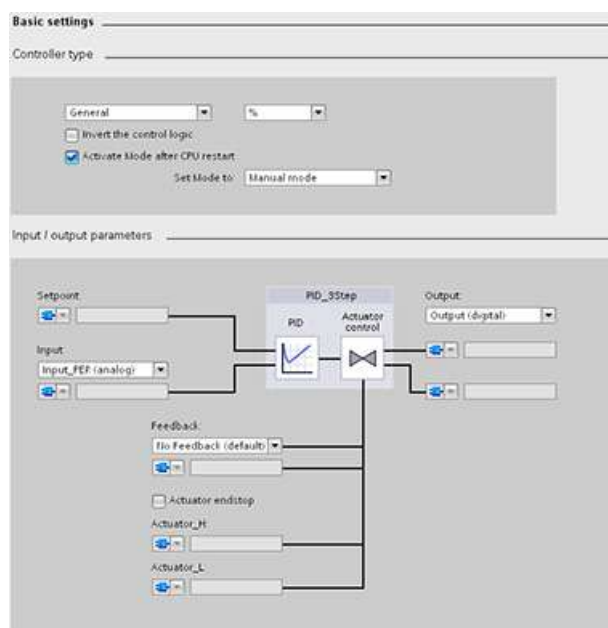 Basic settings
Controller type
General %
Invert the control logic
Activate Mode after CPU restart
Set Mode to: Manual mode
Input / output parameters
Setpoint:
PID_3Step
Output:
PID
Actuator control
Output (digital)
Input:
Input_PER (analog)
Feedback:
No Feedback (default)
Actuator endstop
Actuator_H
Actuator_L